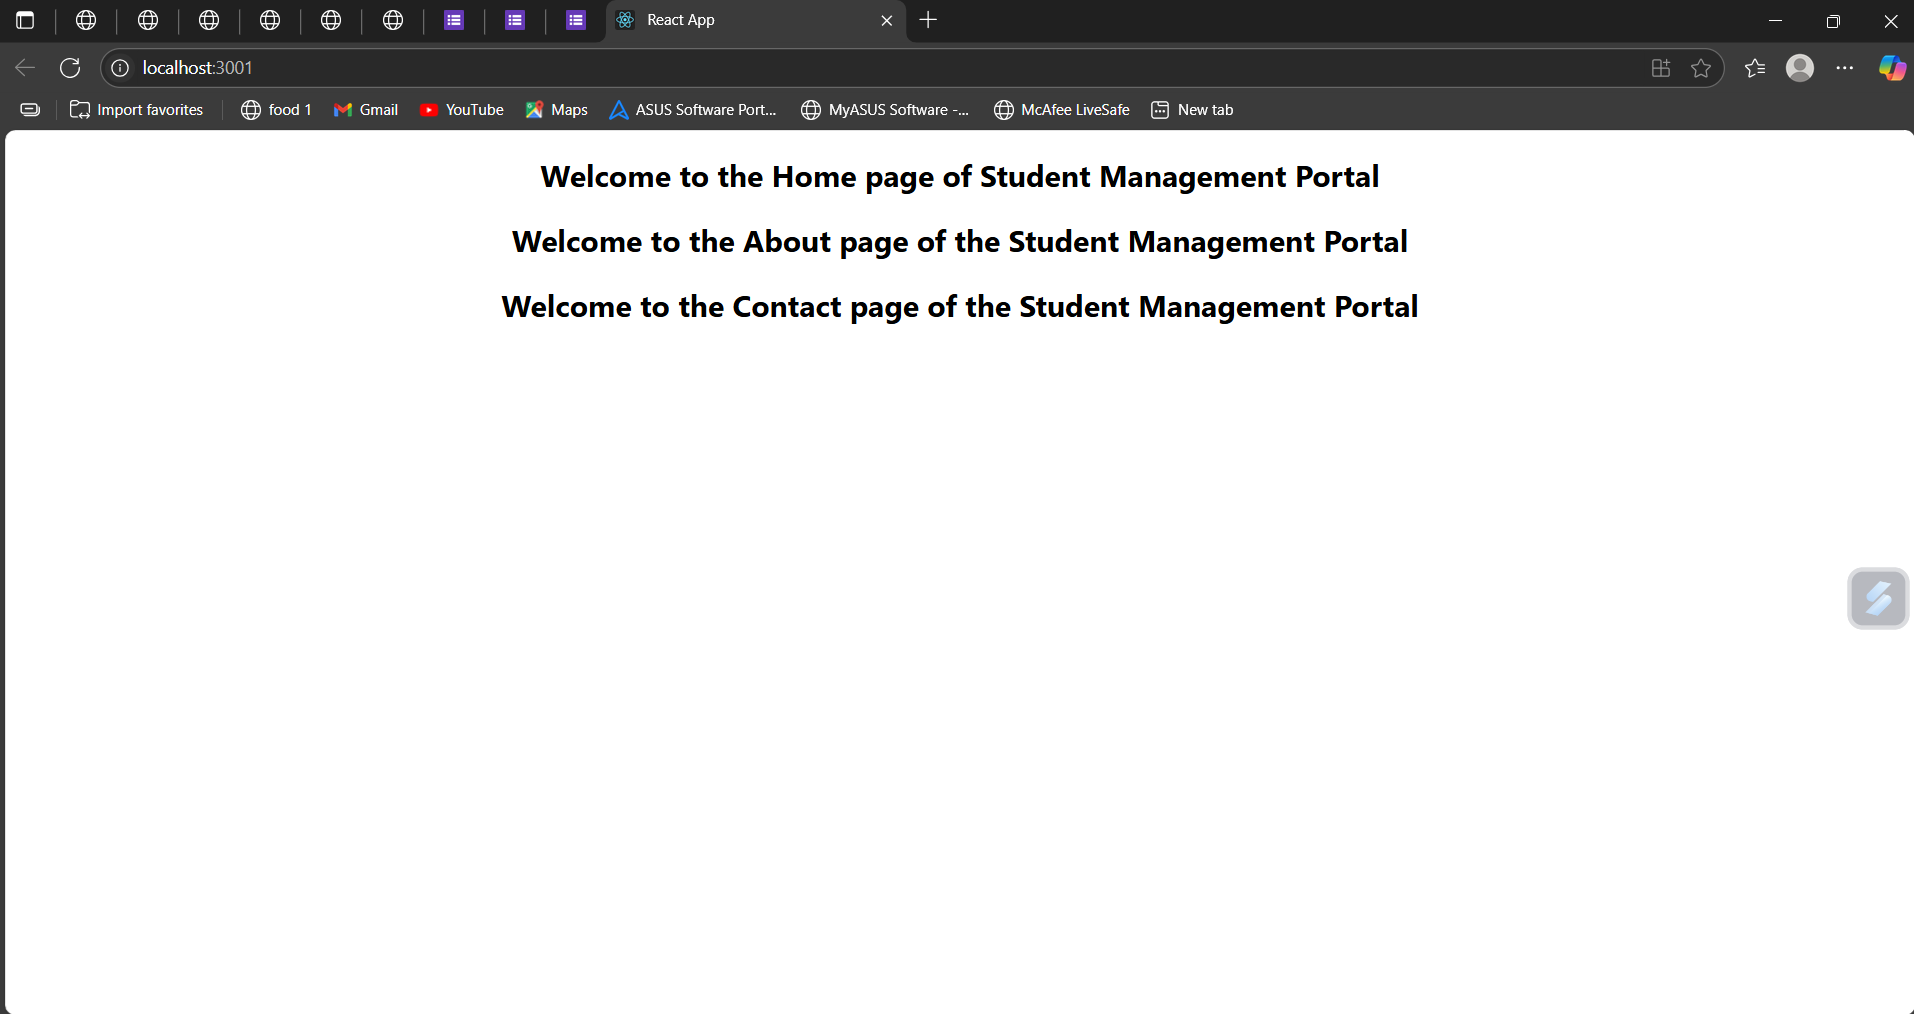 React App
localhost:3001
Import favorites food 1 Gmail YouTube Maps ASUS Software Port... MyASUS Software -... McAfee LiveSafe New tab
Welcome to the Home page of Student Management Portal
Welcome to the About page of the Student Management Portal
Welcome to the Contact page of the Student Management Portal